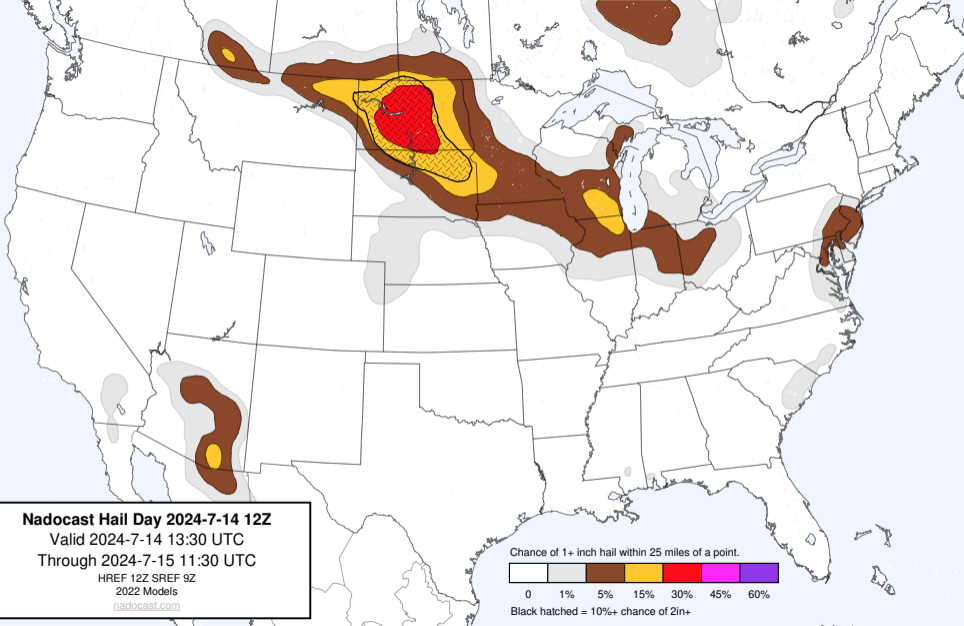 Nadocast Hail Day 2024-7-14 12Z
Valid 2024-7-14 13:30 UTC
Through 2024-7-15 11:30 UTC
HREF 12Z SREF 9Z
2022 Models
nadocast.com
Chance of 1+ inch hail within 25 miles of a point.
0 1% 5% 15% 30% 45% 60%
Black hatched = 10%+ chance of 2in+